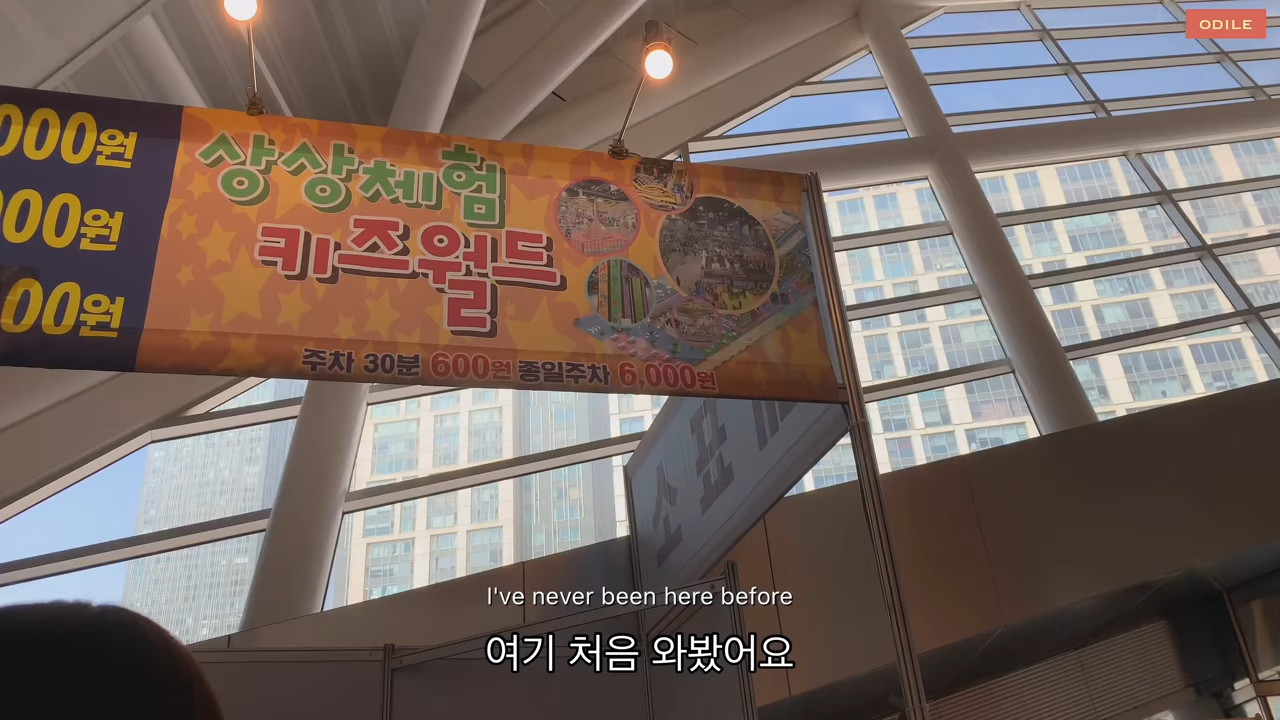 ODILE
000원
000원
00원
상상체험
키즈월드
주차 30분 600원 종일주차 6,000원
소표
I've never been here before
여기 처음 와봤어요